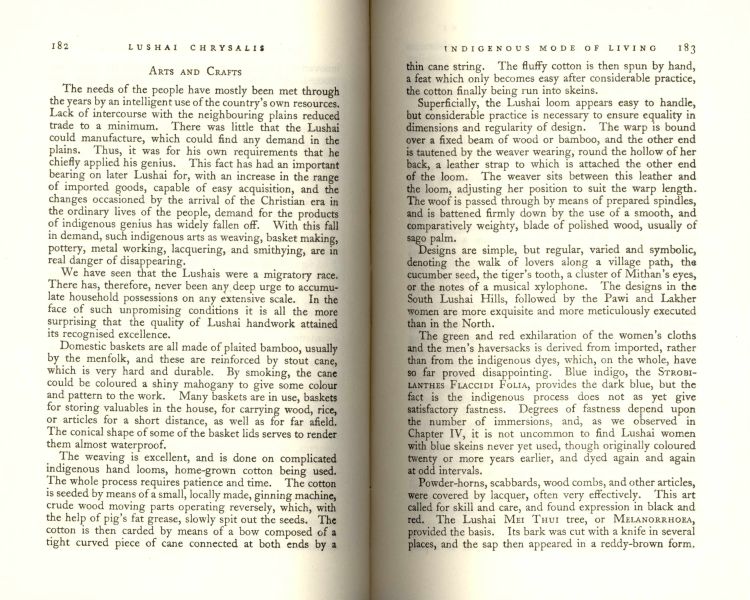 182 LUSHAI CHRYSALIS
ARTS AND CRAFTS
The needs of the people have mostly been met through
the years by an intelligent use of the country's own resources.
Lack of intercourse with the neighbouring plains reduced
trade to a minimum. There was little that the Lushai
could manufacture, which could find any demand in the
plains. Thus, it was for his own requirements that he
chiefly applied his genius. This fact has had an important
bearing on later Lushai for, with an increase in the range
of imported goods, capable of easy acquisition, and the
changes occasioned by the arrival of the Christian era in
the ordinary lives of the people, demand for the products
of indigenous genius has widely fallen off. With this fall
in demand, such indigenous arts as weaving, basket making,
pottery, metal working, lacquering, and smithying, are in
real danger of disappearing.
We have seen that the Lushais were a migratory race.
There has, therefore, never been any deep urge to accumu-
late household possessions on any extensive scale. In the
face of such unpromising conditions it is all the more
surprising that the quality of Lushai handwork attained
its recognised excellence.
Domestic baskets are all made of plaited bamboo, usually
by the menfolk, and these are reinforced by stout cane,
which is very hard and durable. By smoking, the cane
could be coloured a shiny mahogany to give some colour
and pattern to the work. Many baskets are in use, baskets
for storing valuables in the house, for carrying wood, rice,
or articles for a short distance, as well as for far afield.
The conical shape of some of the basket lids serves to render
them almost waterproof.
The weaving is excellent, and is done on complicated
indigenous hand looms, home-grown cotton being used.
The whole process requires patience and time. The cotton
is seeded by means of a small, locally made, ginning machine,
crude wood moving parts operating reversely, which, with
the help of pig's fat grease, slowly spit out the seeds. The
cotton is then carded by means of a bow composed of a
tight curved piece of cane connected at both ends by a
INDIGENOUS MODE OF LIVING 183
thin cane string. The fluffy cotton is then spun by hand,
a feat which only becomes easy after considerable practice,
the cotton finally being run into skeins.
Superficially, the Lushai loom appears easy to handle,
but considerable practice is necessary to ensure equality in
dimensions and regularity of design. The warp is bound
over a fixed beam of wood or bamboo, and the other end
is tautened by the weaver wearing, round the hollow of her
back, a leather strap to which is attached the other end
of the loom. The weaver sits between this leather and
the loom, adjusting her position to suit the warp length.
The woof is passed through by means of prepared spindles,
and is battened firmly down by the use of a smooth, and
comparatively weighty, blade of polished wood, usually of
sago palm.
Designs are simple, but regular, varied and symbolic,
denoting the walk of lovers along a village path, the
cucumber seed, the tiger's tooth, a cluster of Mithan's eyes,
or the notes of a musical xylophone. The designs in the
South Lushai Hills, followed by the Pawi and Lakher
women are more exquisite and more meticulously executed
than in the North.
The green and red exhilaration of the women's cloths
and the men's haversacks is derived from imported, rather
than from the indigenous dyes, which, on the whole, have
so far proved disappointing. Blue indigo, the STROBI-
LANTHES FLACCIDI FOLIA, provides the dark blue, but the
fact is the indigenous process does not as yet give
satisfactory fastness. Degrees of fastness depend upon
the number of immersions, and, as we observed in
Chapter IV, it is not uncommon to find Lushai women
with blue skeins never yet used, though originally coloured
twenty or more years earlier, and dyed again and again
at odd intervals.
Powder-horns, scabbards, wood combs, and other articles,
were covered by lacquer, often very effectively. This art
called for skill and care, and found expression in black and
red. The Lushai MEI THUI tree, or MELANORRHOEA,
provided the basis. Its bark was cut with a knife in several
places, and the sap then appeared in a reddy-brown form.